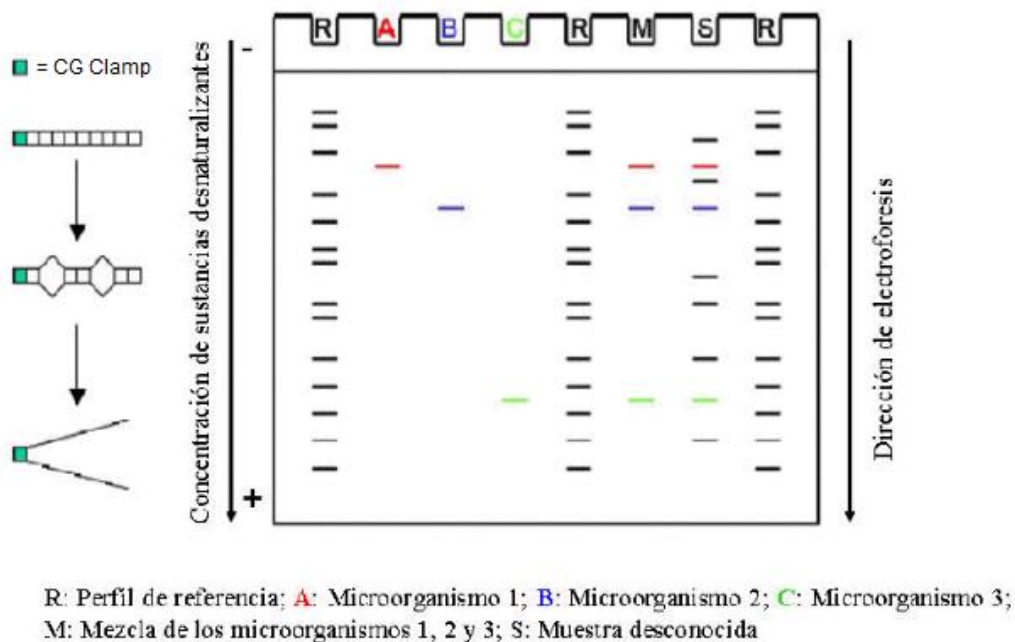 R A B C R M S R
= CG Clamp
Concentración de sustancias desnaturalizantes
-
+
Dirección de electroforesis
R: Perfil de referencia; A: Microorganismo 1; B: Microorganismo 2; C: Microorganismo 3;
M: Mezcla de los microorganismos 1, 2 y 3; S: Muestra desconocida